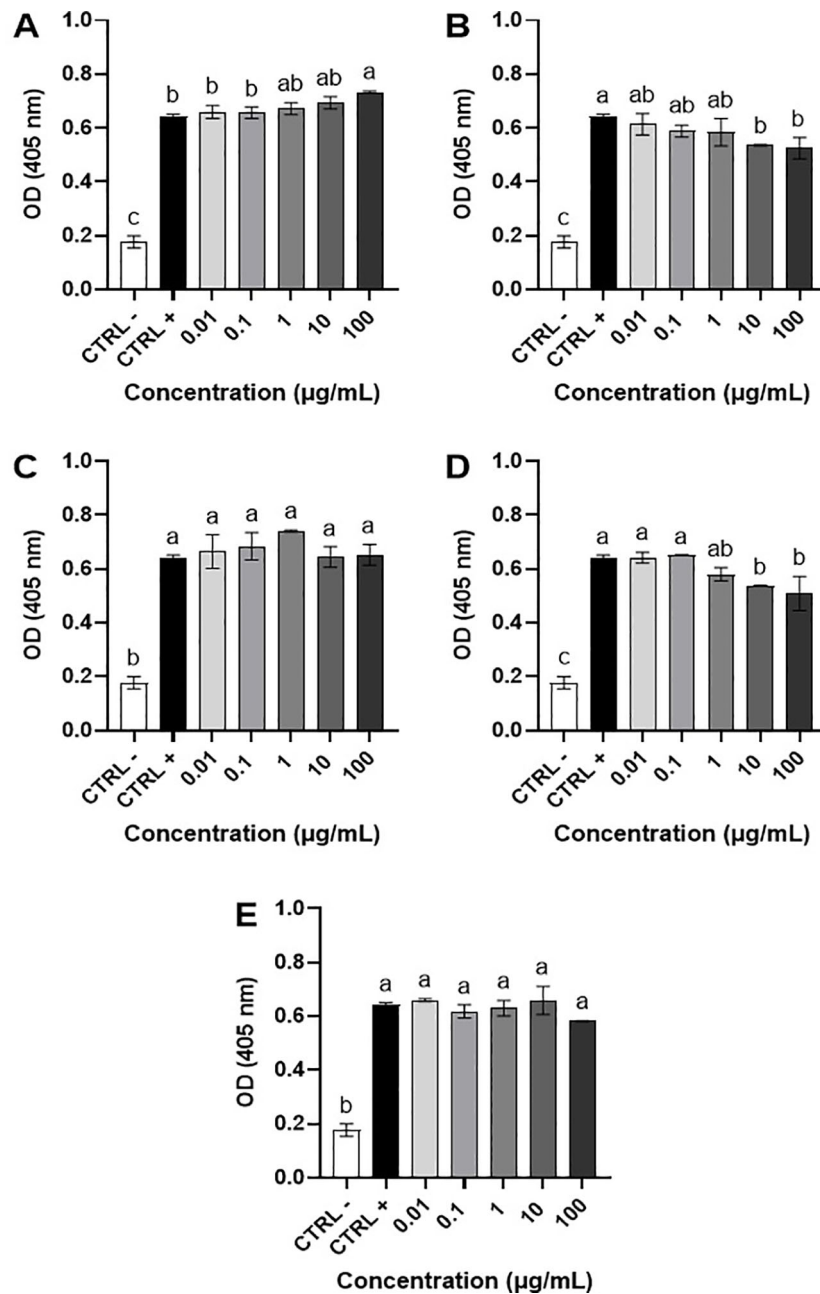 A
OD (405 nm)
1.0
0.8
0.6
0.4
0.2
0.0
c
b
b
b
ab
ab
a
CTRL -
CTRL +
0.01
0.1
1
10
100
Concentration (µg/mL)
B
OD (405 nm)
1.0
0.8
0.6
0.4
0.2
0.0
c
a
ab
ab
ab
b
b
CTRL -
CTRL +
0.01
0.1
1
10
100
Concentration (µg/mL)
C
OD (405 nm)
1.0
0.8
0.6
0.4
0.2
0.0
b
a
a
a
a
a
a
CTRL -
CTRL +
0.01
0.1
1
10
100
Concentration (µg/mL)
D
OD (405 nm)
1.0
0.8
0.6
0.4
0.2
0.0
c
a
a
a
ab
b
b
CTRL -
CTRL +
0.01
0.1
1
10
100
Concentration (µg/mL)
E
OD (405 nm)
1.0
0.8
0.6
0.4
0.2
0.0
b
a
a
a
a
a
a
CTRL -
CTRL +
0.01
0.1
1
10
100
Concentration (µg/mL)